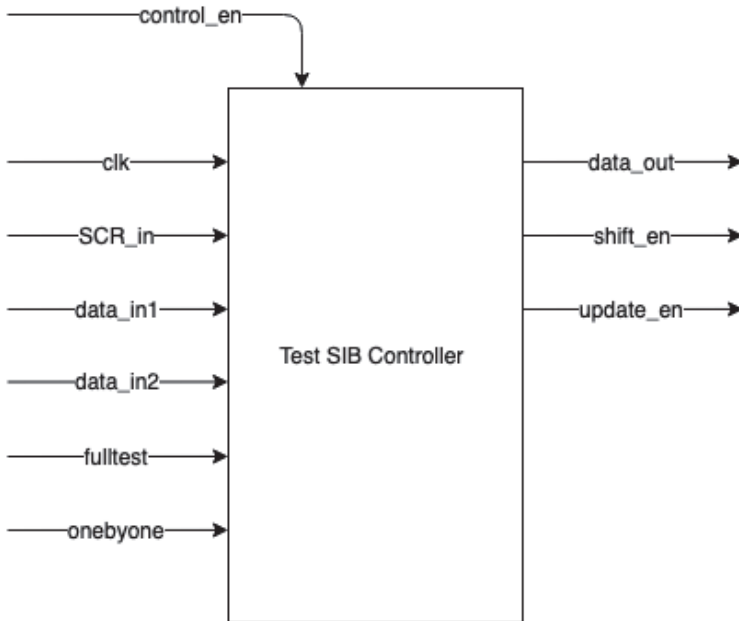 control_en
clk
data_out
SCR_in
shift_en
data_in1
update_en
Test SIB Controller
data_in2
fulltest
onebyone